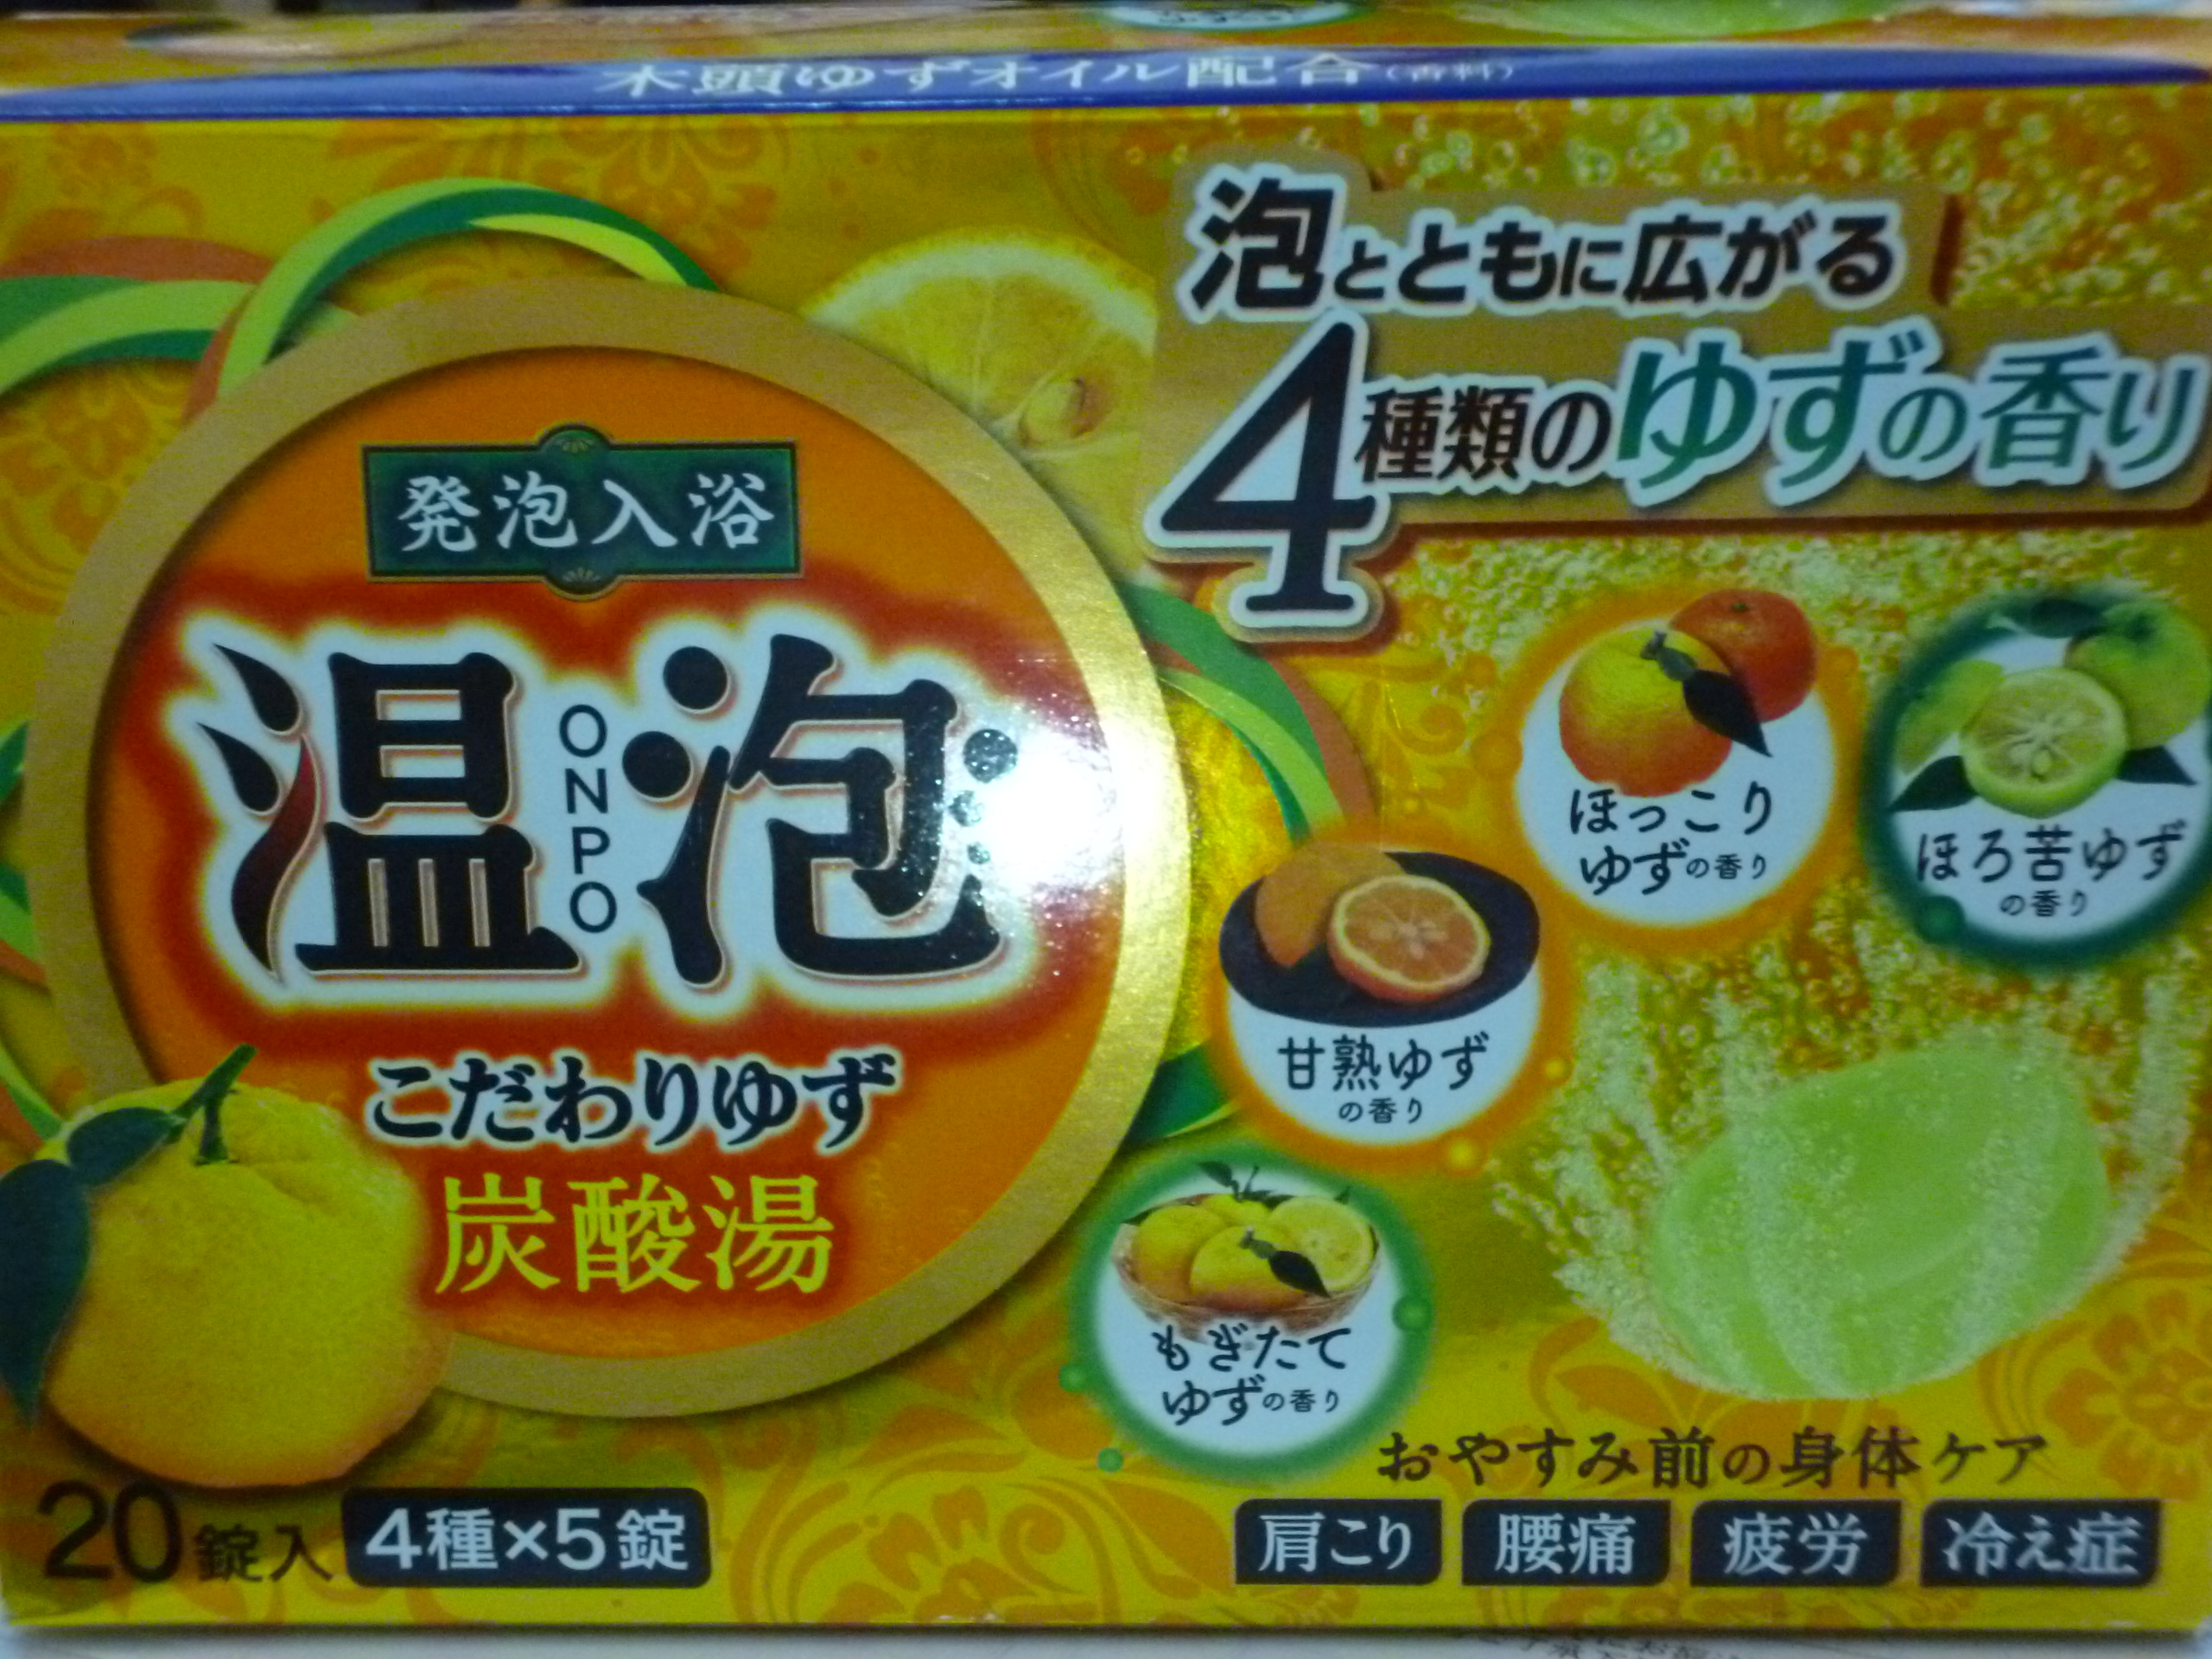 木頭ゆずオイル配合(香料)
泡とともに広がる
4種類のゆずの香り
発泡入浴
温泡
ONPO
こだわりゆず
炭酸湯
ほっこり
ゆずの香り
ほろ苦ゆず
の香り
甘熟ゆず
の香り
もぎたて
ゆずの香り
おやすみ前の身体ケア
肩こり 腰痛 疲労 冷え症
20錠入 4種×5錠